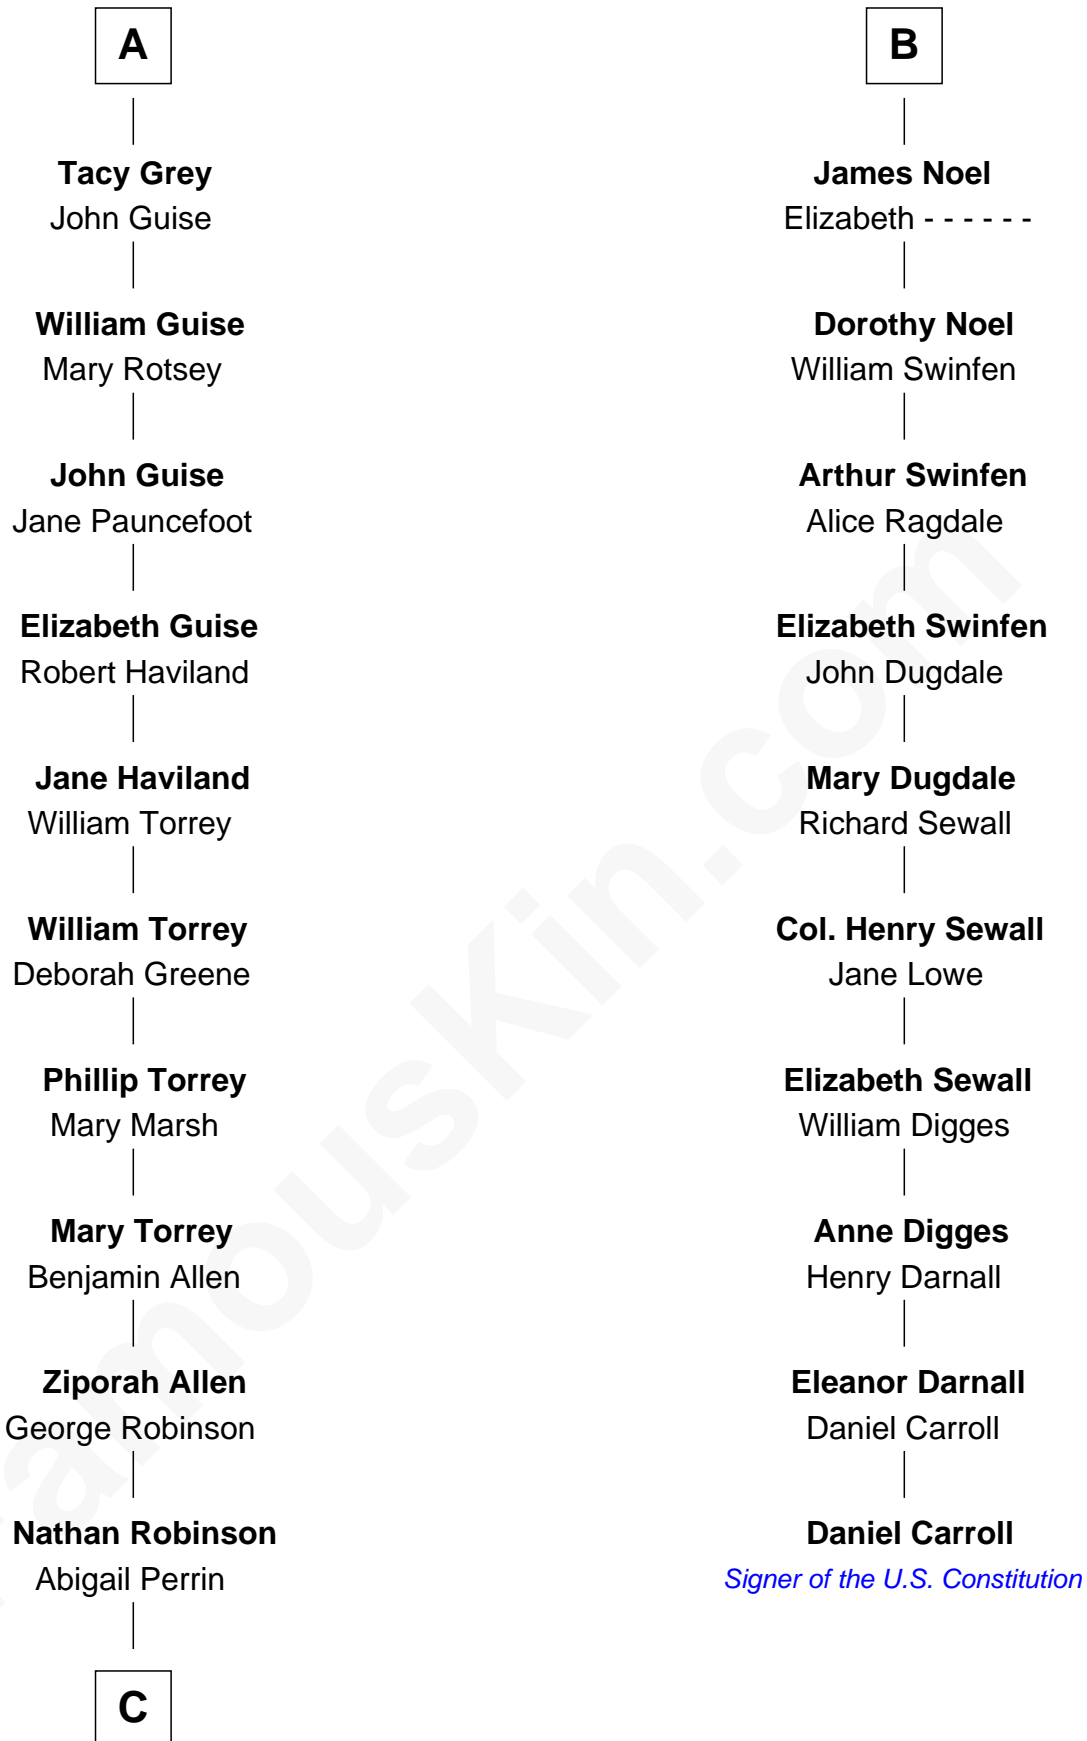 A
Tacy Grey
John Guise
William Guise
Mary Rotsey
John Guise
Jane Pauncefoot
Elizabeth Guise
Robert Haviland
Jane Haviland
William Torrey
William Torrey
Deborah Greene
Phillip Torrey
Mary Marsh
Mary Torrey
Benjamin Allen
Ziporah Allen
George Robinson
Nathan Robinson
Abigail Perrin
C
B
James Noel
Elizabeth - - - - - -
Dorothy Noel
William Swinfen
Arthur Swinfen
Alice Ragdale
Elizabeth Swinfen
John Dugdale
Mary Dugdale
Richard Sewall
Col. Henry Sewall
Jane Lowe
Elizabeth Sewall
William Digges
Anne Digges
Henry Darnall
Eleanor Darnall
Daniel Carroll
Daniel Carroll
Signer of the U.S. Constitution
FamousKin.com